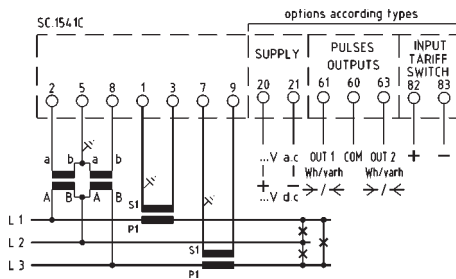 options according types
SC.1541C
SUPPLY
PULSES
OUTPUTS
INPUT
TARIFF
SWITCH
2 5 8 1 3 7 9 20 21 61 60 63 82 83
...V a.c
+ −
...V d.c
OUT 1 COM OUT 2
Wh/varh Wh/varh
+ −
a b a b
A B A B
S1
P1
S1
P1
L 1
L 2
L 3